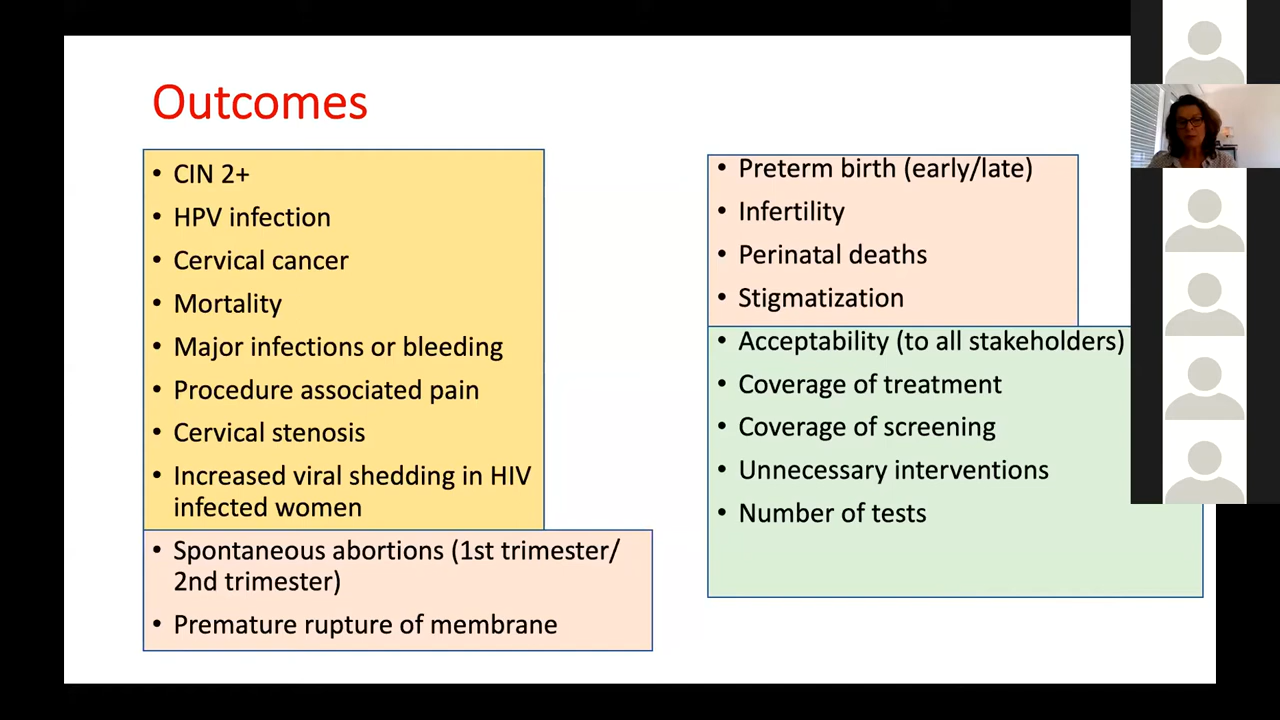 Outcomes
• CIN 2+
• HPV infection
• Cervical cancer
• Mortality
• Major infections or bleeding
• Procedure associated pain
• Cervical stenosis
• Increased viral shedding in HIV
infected women
• Spontaneous abortions (1st trimester/
2nd trimester)
• Premature rupture of membrane
• Preterm birth (early/late)
• Infertility
• Perinatal deaths
• Stigmatization
• Acceptability (to all stakeholders)
• Coverage of treatment
• Coverage of screening
• Unnecessary interventions
• Number of tests